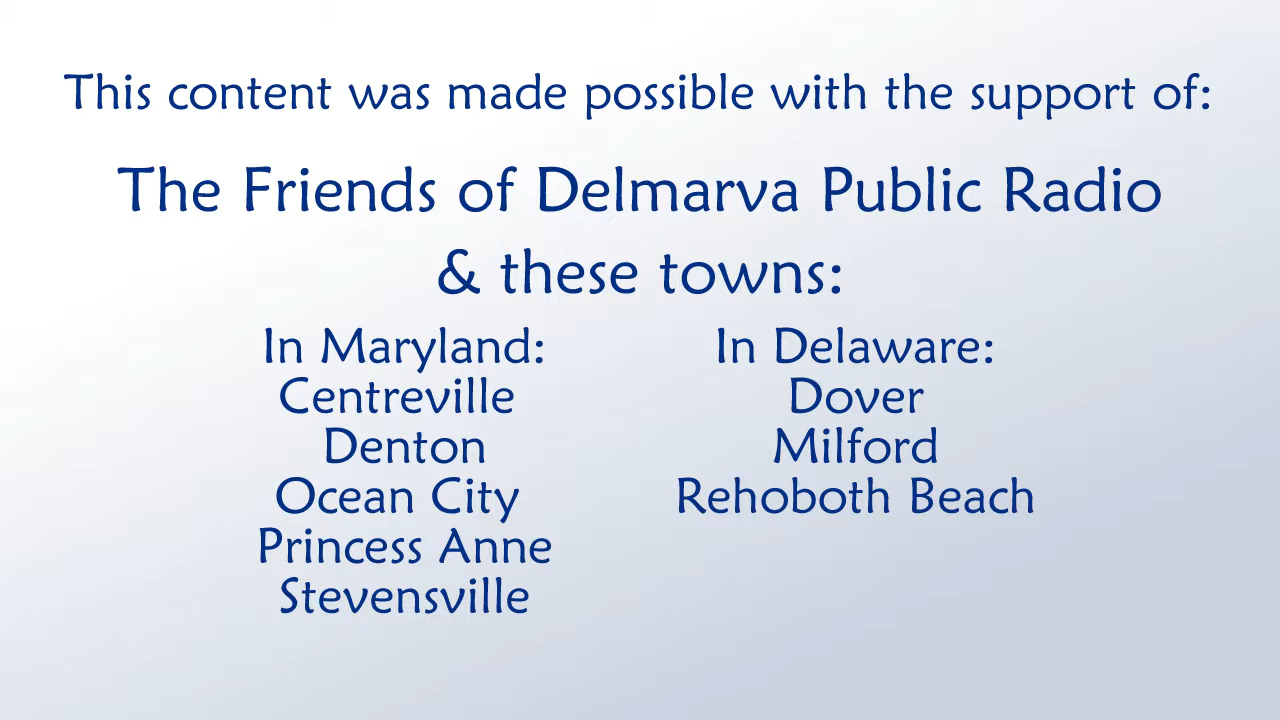 This content was made possible with the support of:
The Friends of Delmarva Public Radio
& these towns:
In Maryland:
Centreville
Denton
Ocean City
Princess Anne
Stevensville
In Delaware:
Dover
Milford
Rehoboth Beach